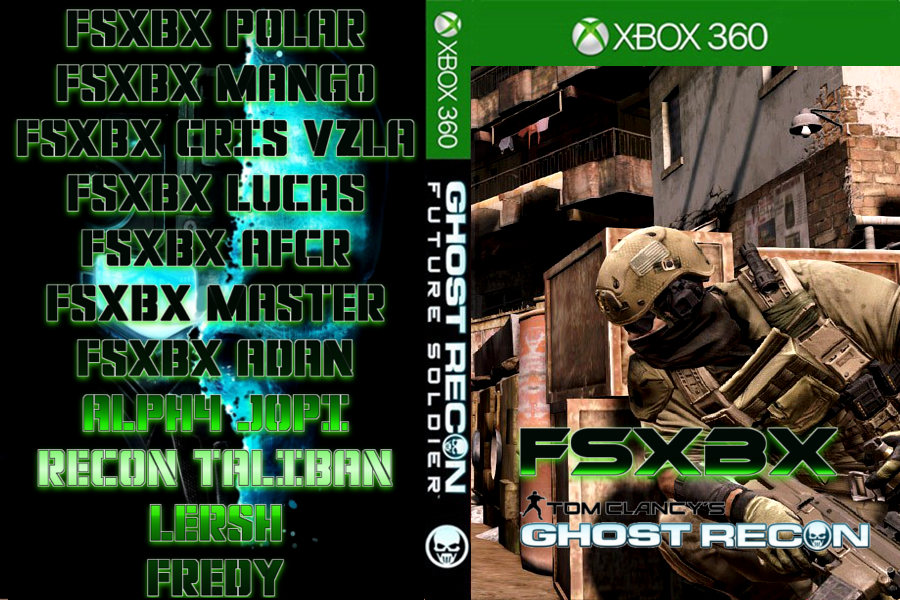 FSXBX POLAR
FSXBX MANGO
FSXBX CRIS VZLA
FSXBX LUCAS
FSXBX AFCR
FSXBX MASTER
FSXBX ADAN
ALPH4 JOPI
RECON TALIBAN
LERSH
FREDY
XBOX 360
GHOST RECON
FUTURE SOLDIER
XBOX 360
FSXBX
TOM CLANCY'S
GHOST RECON